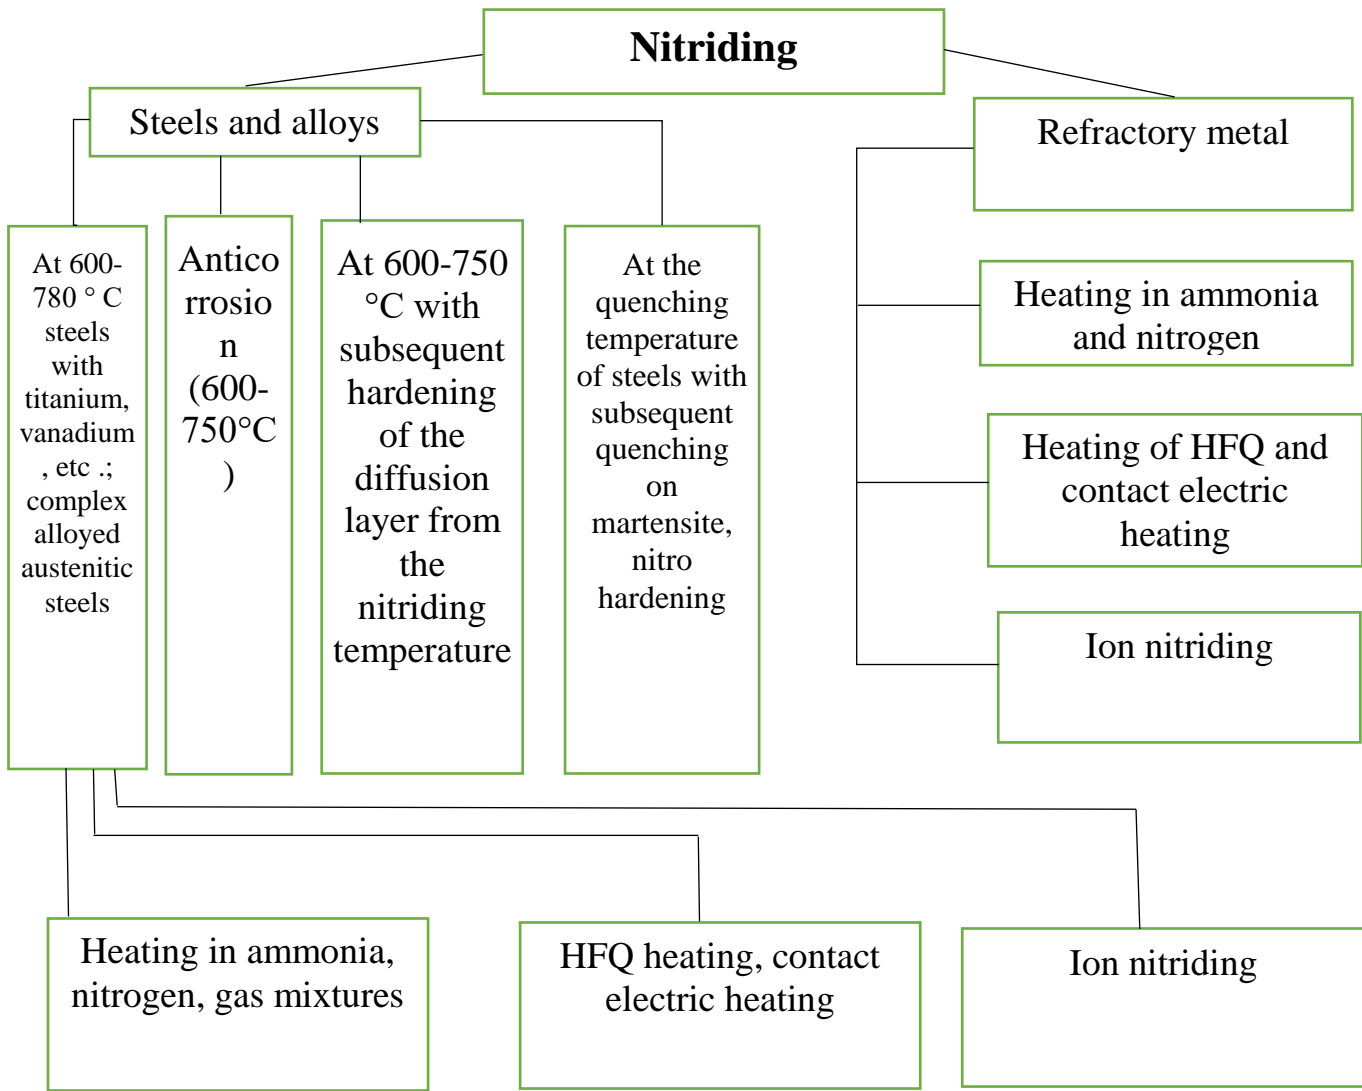 Nitriding
Steels and alloys
Refractory metal
At 600-
780 ° C
steels
with
titanium,
vanadium
, etc .;
complex
alloyed
austenitic
steels
Antico
rrosio
n
(600-
750°C
)
At 600-750
°C with
subsequent
hardening
of the
diffusion
layer from
the
nitriding
temperature
At the
quenching
temperature
of steels with
subsequent
quenching
on
martensite,
nitro
hardening
Heating in ammonia
and nitrogen
Heating of HFQ and
contact electric
heating
Ion nitriding
Heating in ammonia,
nitrogen, gas mixtures
HFQ heating, contact
electric heating
Ion nitriding